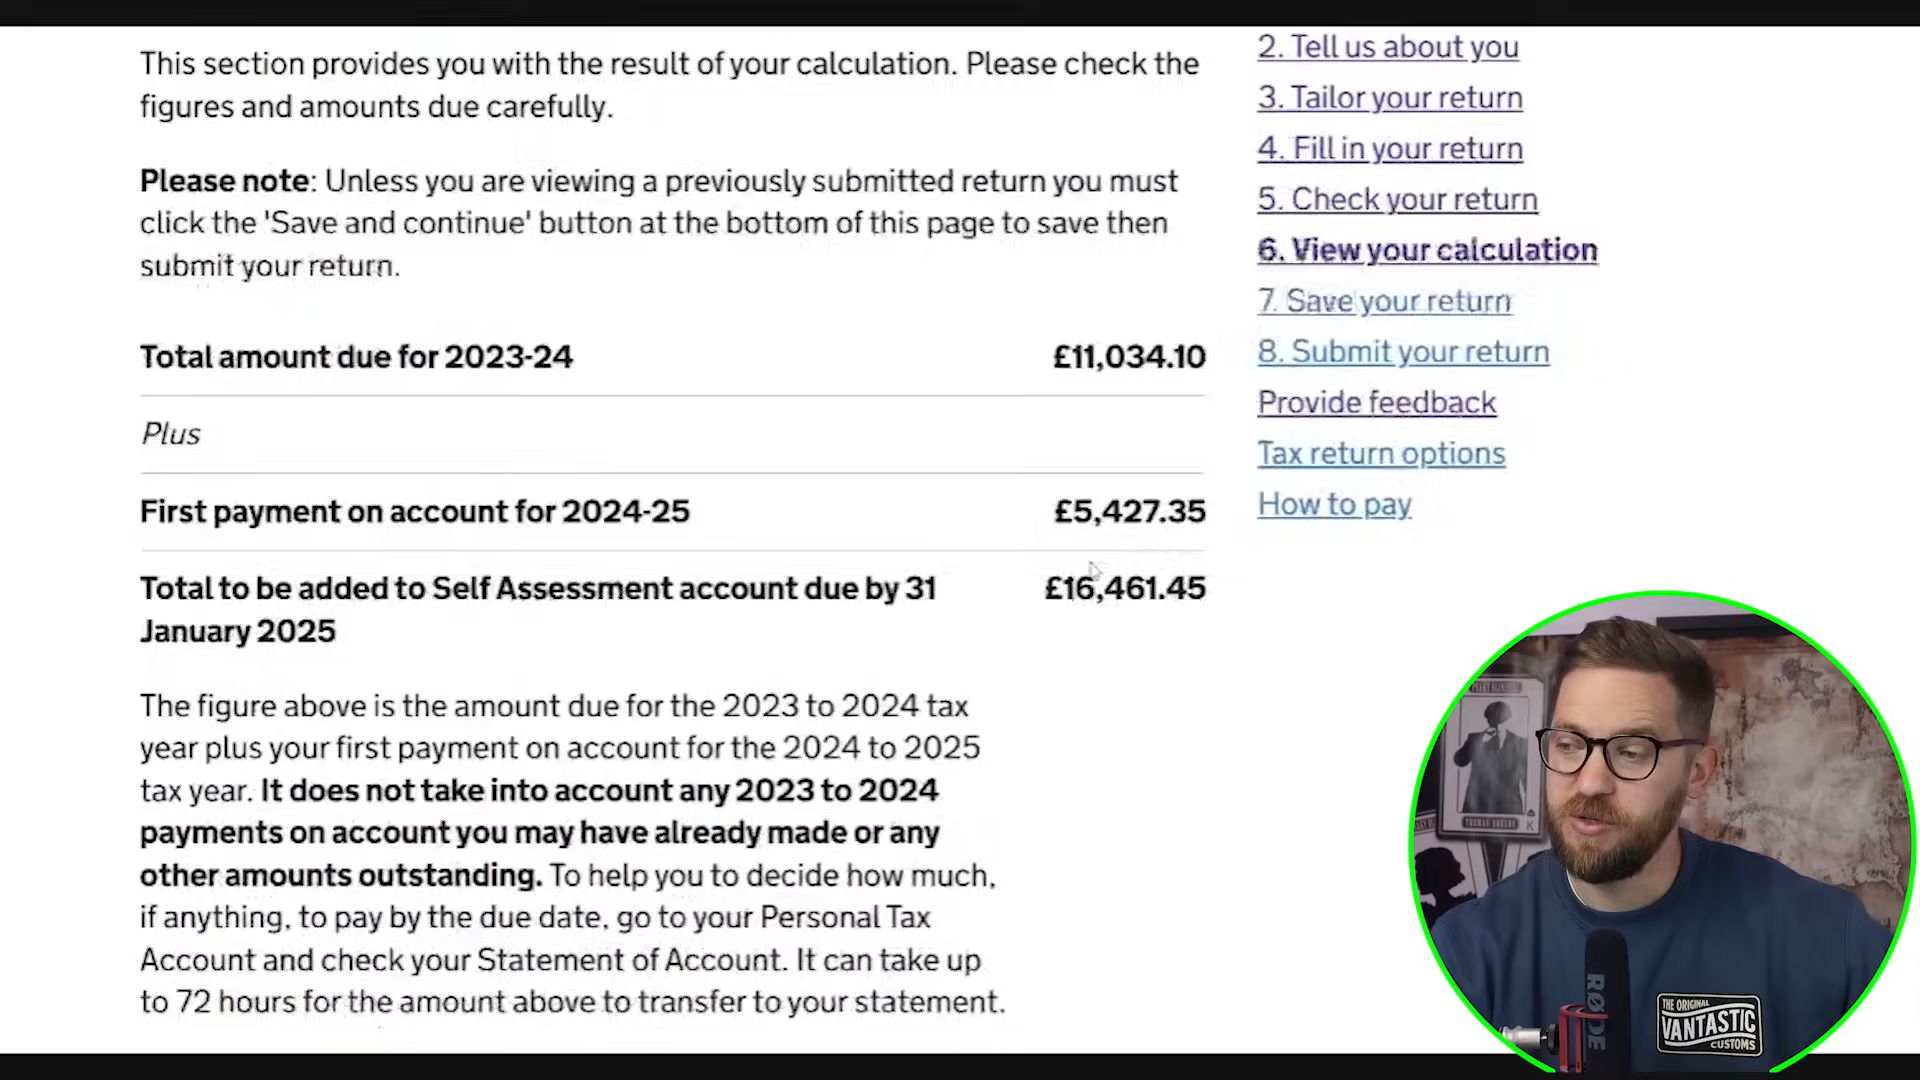 This section provides you with the result of your calculation. Please check the
figures and amounts due carefully.
Please note: Unless you are viewing a previously submitted return you must
click the 'Save and continue' button at the bottom of this page to save then
submit your return.
Total amount due for 2023-24 £11,034.10
Plus
First payment on account for 2024-25 £5,427.35
Total to be added to Self Assessment account due by 31 £16,461.45
January 2025
The figure above is the amount due for the 2023 to 2024 tax
year plus your first payment on account for the 2024 to 2025
tax year. It does not take into account any 2023 to 2024
payments on account you may have already made or any
other amounts outstanding. To help you to decide how much,
if anything, to pay by the due date, go to your Personal Tax
Account and check your Statement of Account. It can take up
to 72 hours for the amount above to transfer to your statement.
2. Tell us about you
3. Tailor your return
4. Fill in your return
5. Check your return
6. View your calculation
7. Save your return
8. Submit your return
Provide feedback
Tax return options
How to pay
PEAKY BLINDERS
THOMAS SHELBY
K
RØDE
THE ORIGINAL
VANTASTIC
CUSTOMS